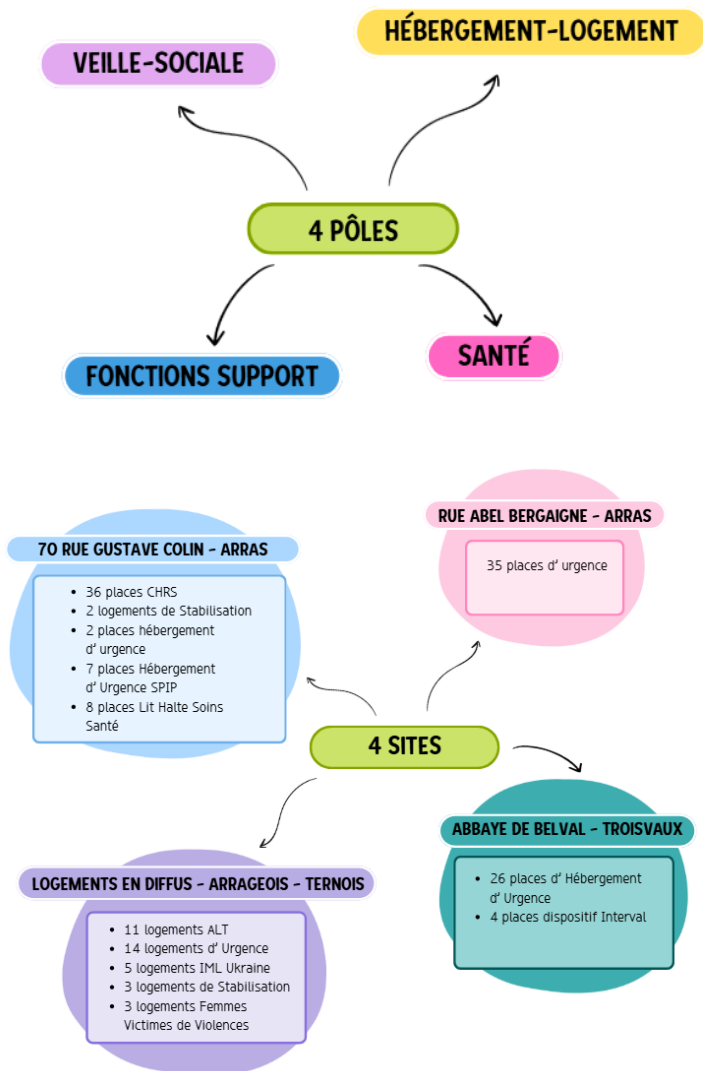 HÉBERGEMENT-LOGEMENT
VEILLE-SOCIALE
4 PÔLES
SANTÉ
FONCTIONS SUPPORT
RUE ABEL BERGAIGNE - ARRAS
35 places d' urgence
70 RUE GUSTAVE COLIN - ARRAS
• 36 places CHRS
• 2 logements de Stabilisation
• 2 places hébergement
d' urgence
• 7 places Hébergement
d' Urgence SPIP
• 8 places Lit Halte Soins
Santé
4 SITES
ABBAYE DE BELVAL - TROISVAUX
• 26 places d' Hébergement
d' Urgence
• 4 places dispositif Interval
LOGEMENTS EN DIFFUS - ARRAGEOIS - TERNOIS
• 11 logements ALT
• 14 logements d' Urgence
• 5 logements IML Ukraine
• 3 logements de Stabilisation
• 3 logements Femmes
Victimes de Violences